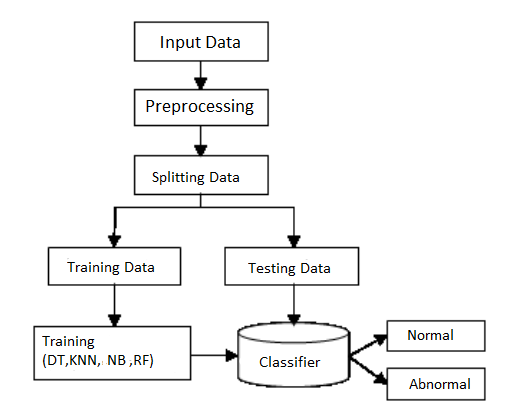 Input Data
Preprocessing
Splitting Data
Training Data
Testing Data
Training
(DT,KNN, NB ,RF)
Classifier
Normal
Abnormal